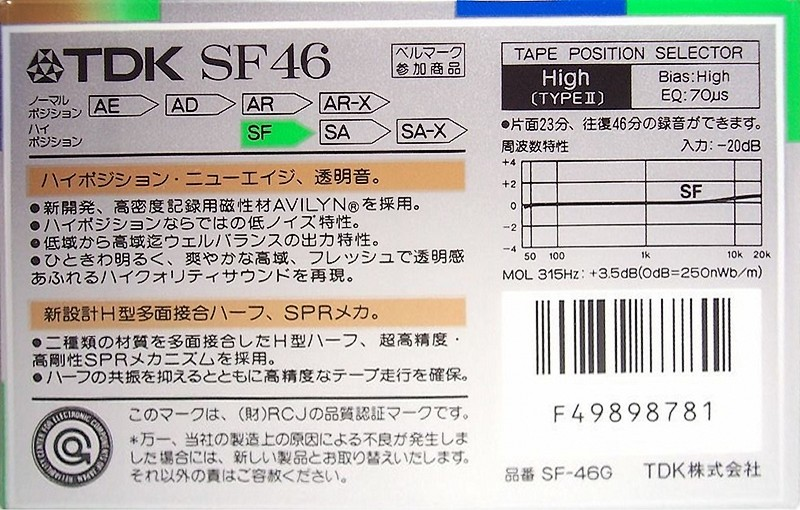 TDK SF46
ベルマーク
参加商品
ノーマル
ポジション
AE AD AR AR-X
ハイ
ポジション
SF SA SA-X
ハイポジション・ニューエイジ、透明音。
●新開発、高密度記録用磁性材AVILYN®を採用。
●ハイポジションならではの低ノイズ特性。
●低域から高域迄ウェルバランスの出力特性。
●ひときわ明るく、爽やかな高域、フレッシュで透明感
あふれるハイクオリティサウンドを再現。
新設計H型多面接合ハーフ、SPRメカ。
●二種類の材質を多面接合したH型ハーフ、超高精度・
高剛性SPRメカニズムを採用。
●ハーフの共振を抑えるとともに高精度なテープ走行を確保。
このマークは、(財)RCJの品質認証マークです。
*万一、当社の製造上の原因による不良が発生しま
した場合には、新しい製品とお取り替えいたします。
それ以外の責はご容赦ください。
TAPE POSITION SELECTOR
High
(TYPE II)
Bias:High
EQ:70μs
●片面23分、往復46分の録音ができます。
周波数特性 入力:-20dB
+4
+2
0
-2
-4
SF
50 100 1k 10k 20k
MOL 315Hz: +3.5dB(0dB=250nWb/m)
F49898781
品番 SF-46G TDK株式会社